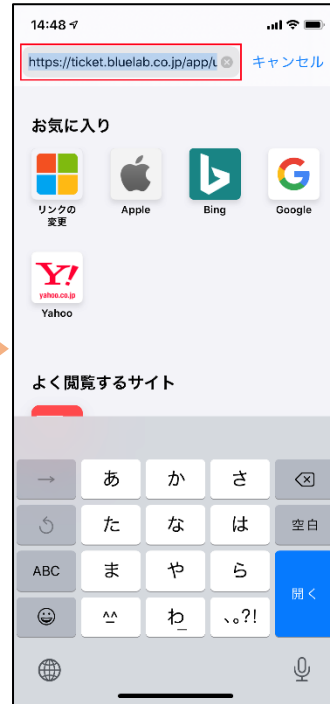 14:48
https://ticket.bluelab.co.jp/app/u
キャンセル
お気に入り
リンクの
変更
Apple
Bing
Google
Y!
yahoo.co.jp
Yahoo
よく閲覧するサイト
→ あ か さ
た な は 空白
ABC ま や ら 開く
^^ わ_ 、。?!